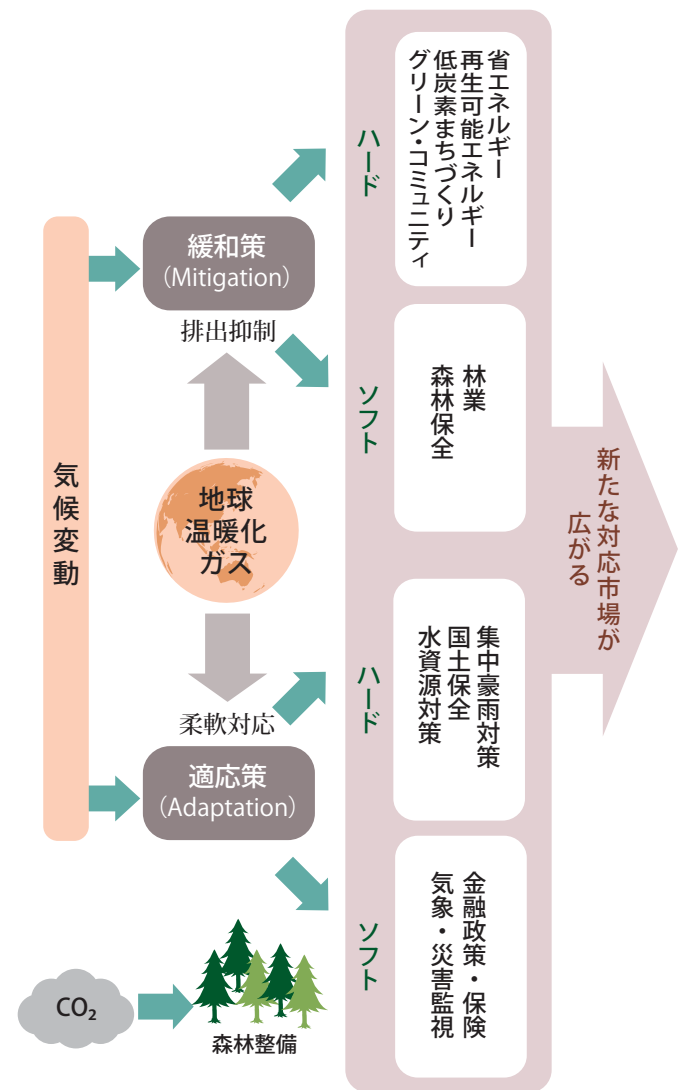 気候変動
緩和策
（Mitigation）
排出抑制
地球
温暖化
ガス
柔軟対応
適応策
（Adaptation）
CO₂
森林整備
ハード
省エネルギー
再生可能エネルギー
低炭素まちづくり
グリーン・コミュニティ
ソフト
林業
森林保全
ハード
集中豪雨対策
国土保全
水資源対策
ソフト
金融政策・保険
気象・災害監視
新たな対応市場が
広がる